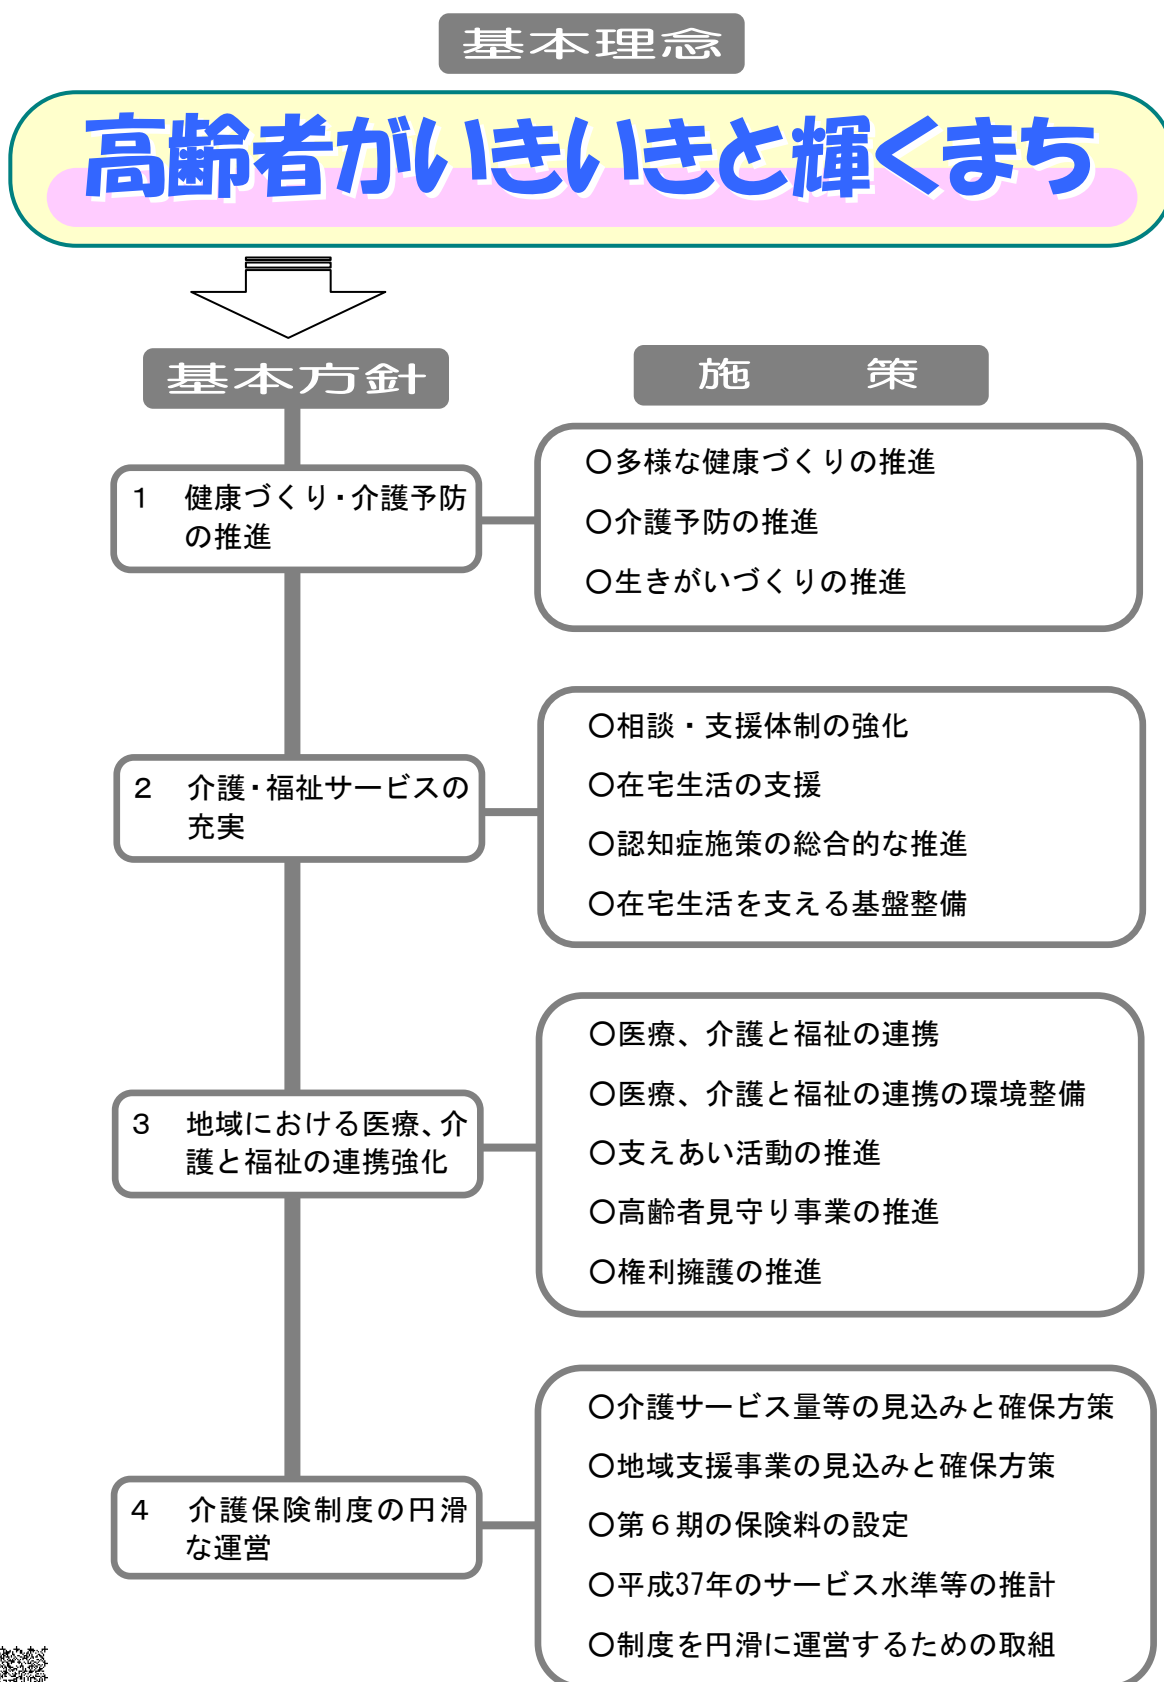 基本理念
高齢者がいきいきと輝くまち
基本方針
施　策
1　健康づくり・介護予防
の推進
○多様な健康づくりの推進
○介護予防の推進
○生きがいづくりの推進
2　介護・福祉サービスの
充実
○相談・支援体制の強化
○在宅生活の支援
○認知症施策の総合的な推進
○在宅生活を支える基盤整備
3　地域における医療、介
護と福祉の連携強化
○医療、介護と福祉の連携
○医療、介護と福祉の連携の環境整備
○支えあい活動の推進
○高齢者見守り事業の推進
○権利擁護の推進
4　介護保険制度の円滑
な運営
○介護サービス量等の見込みと確保方策
○地域支援事業の見込みと確保方策
○第６期の保険料の設定
○平成37年のサービス水準等の推計
○制度を円滑に運営するための取組